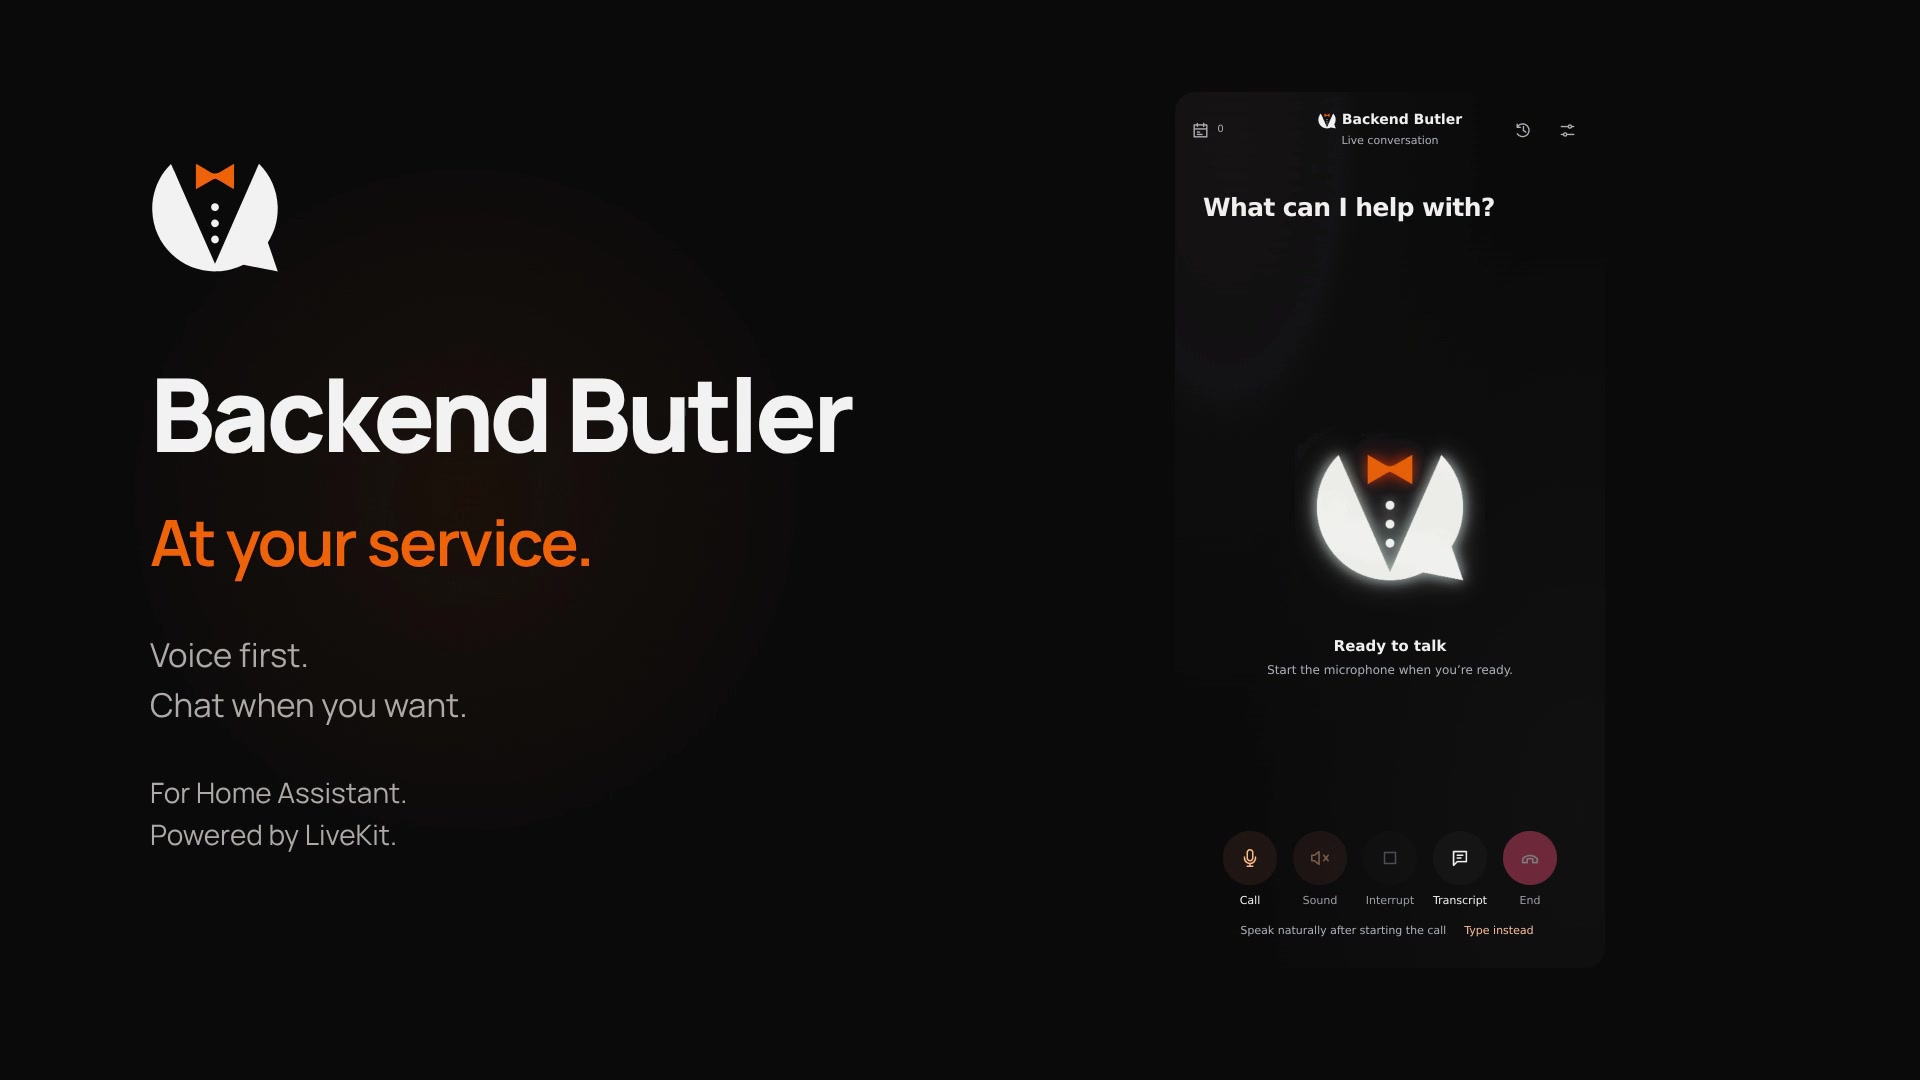 Backend Butler
At your service.
Voice first.
Chat when you want.
For Home Assistant.
Powered by LiveKit.
0
Backend Butler
Live conversation
What can I help with?
Ready to talk
Start the microphone when you’re ready.
Call Sound Interrupt Transcript End
Speak naturally after starting the call Type instead